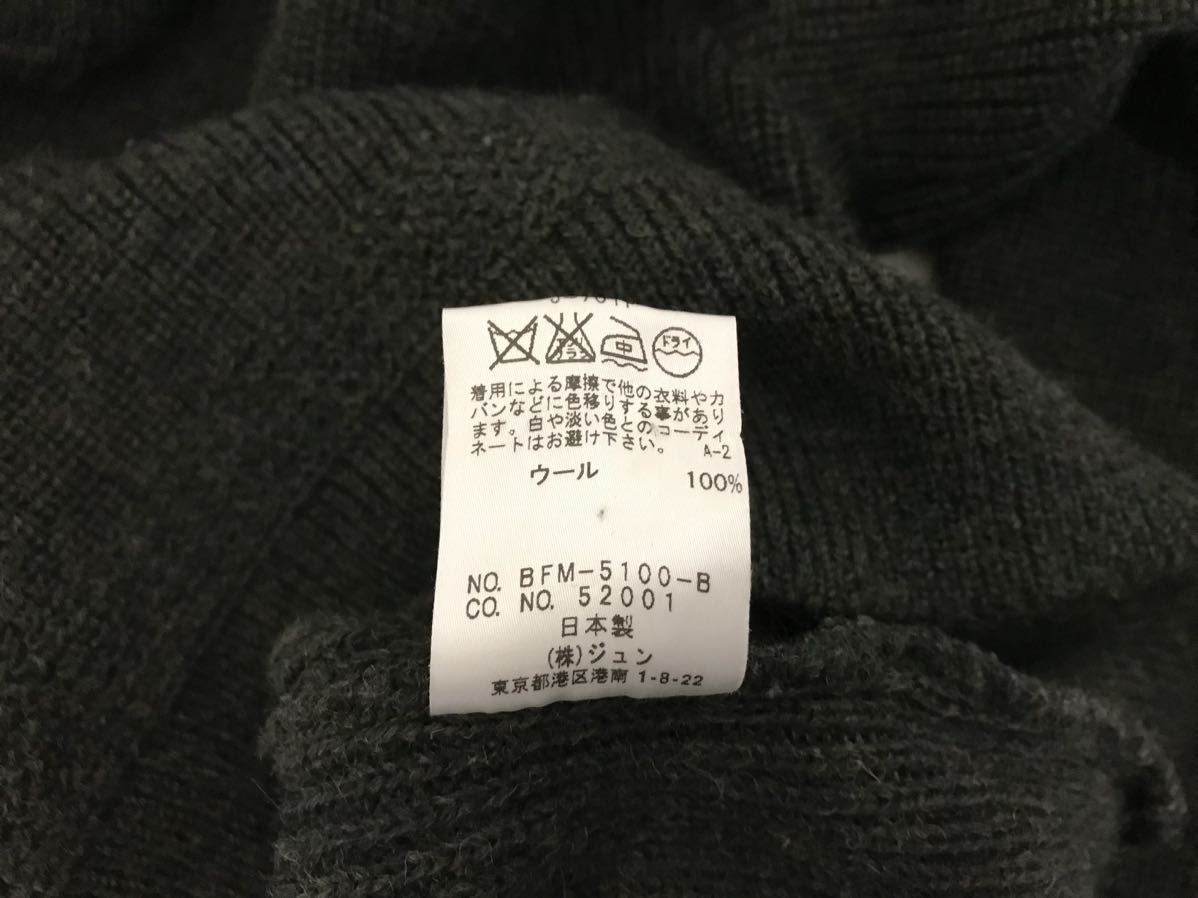 中
ドライ
着用による摩擦で他の衣料やカ
バンなどに色移りする事があり
ます。白や淡い色とのコーディ
ネートはお避け下さい。 A-2
ウール 100%
NO. BFM-5100-B
CO. NO. 52001
日本製
(株)ジュン
東京都港区港南 1-8-22